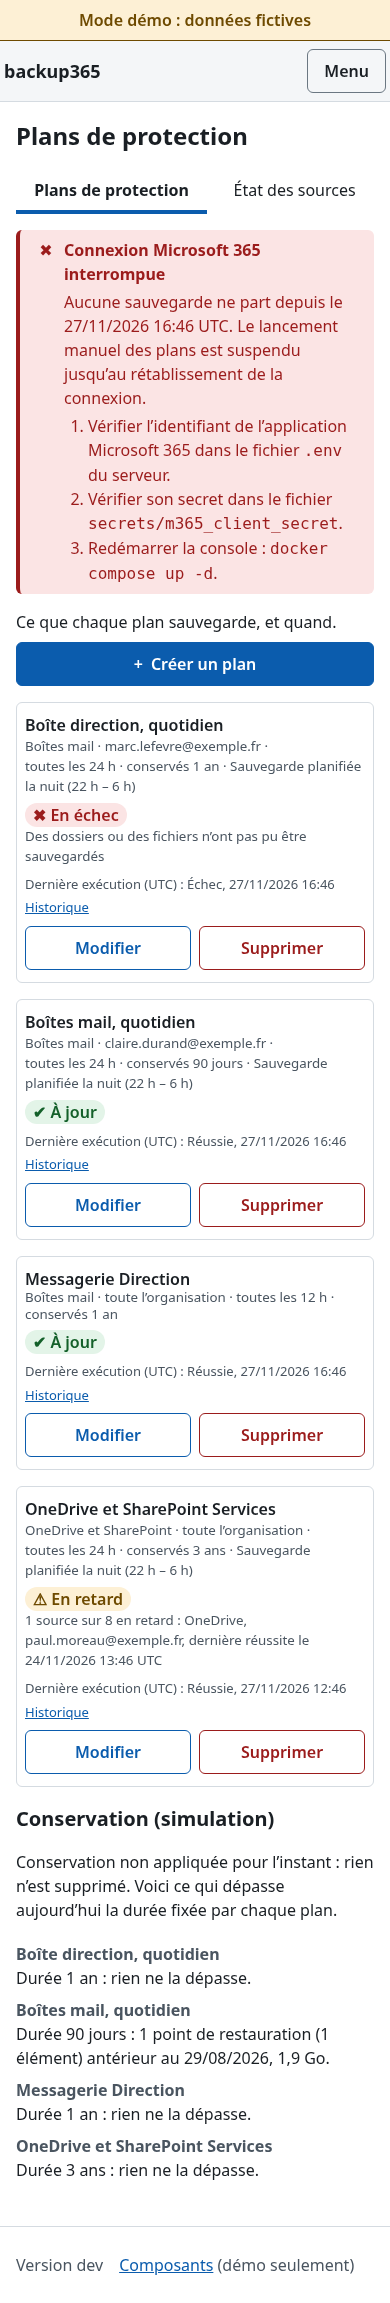 Mode démo : données fictives
backup365
Menu
Plans de protection
Plans de protection
État des sources
✖ Connexion Microsoft 365
interrompue
Aucune sauvegarde ne part depuis le
27/11/2026 16:46 UTC. Le lancement
manuel des plans est suspendu
jusqu’au rétablissement de la
connexion.
1. Vérifier l’identifiant de l’application
Microsoft 365 dans le fichier .env
du serveur.
2. Vérifier son secret dans le fichier
secrets/m365_client_secret.
3. Redémarrer la console : docker
compose up -d.
Ce que chaque plan sauvegarde, et quand.
+ Créer un plan
Boîte direction, quotidien
Boîtes mail · marc.lefevre@exemple.fr ·
toutes les 24 h · conservés 1 an · Sauvegarde planifiée
la nuit (22 h – 6 h)
✖ En échec
Des dossiers ou des fichiers n’ont pas pu être
sauvegardés
Dernière exécution (UTC) : Échec, 27/11/2026 16:46
Historique
Modifier
Supprimer
Boîtes mail, quotidien
Boîtes mail · claire.durand@exemple.fr ·
toutes les 24 h · conservés 90 jours · Sauvegarde
planifiée la nuit (22 h – 6 h)
✔ À jour
Dernière exécution (UTC) : Réussie, 27/11/2026 16:46
Historique
Modifier
Supprimer
Messagerie Direction
Boîtes mail · toute l’organisation · toutes les 12 h ·
conservés 1 an
✔ À jour
Dernière exécution (UTC) : Réussie, 27/11/2026 16:46
Historique
Modifier
Supprimer
OneDrive et SharePoint Services
OneDrive et SharePoint · toute l’organisation ·
toutes les 24 h · conservés 3 ans · Sauvegarde
planifiée la nuit (22 h – 6 h)
⚠ En retard
1 source sur 8 en retard : OneDrive,
paul.moreau@exemple.fr, dernière réussite le
24/11/2026 13:46 UTC
Dernière exécution (UTC) : Réussie, 27/11/2026 12:46
Historique
Modifier
Supprimer
Conservation (simulation)
Conservation non appliquée pour l’instant : rien
n’est supprimé. Voici ce qui dépasse
aujourd’hui la durée fixée par chaque plan.
Boîte direction, quotidien
Durée 1 an : rien ne la dépasse.
Boîtes mail, quotidien
Durée 90 jours : 1 point de restauration (1
élément) antérieur au 29/08/2026, 1,9 Go.
Messagerie Direction
Durée 1 an : rien ne la dépasse.
OneDrive et SharePoint Services
Durée 3 ans : rien ne la dépasse.
Version dev Composants (démo seulement)